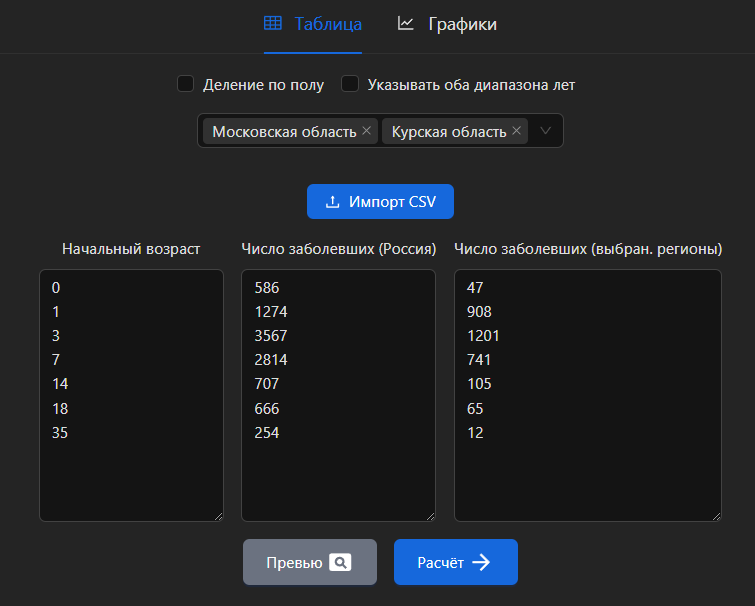 Таблица Графики
Деление по полу Указывать оба диапазона лет
Московская область Курская область
Импорт CSV
Начальный возраст Число заболевших (Россия) Число заболевших (выбран. регионы)
0 586 47
1 1274 908
3 3567 1201
7 2814 741
14 707 105
18 666 65
35 254 12
Превью Расчёт